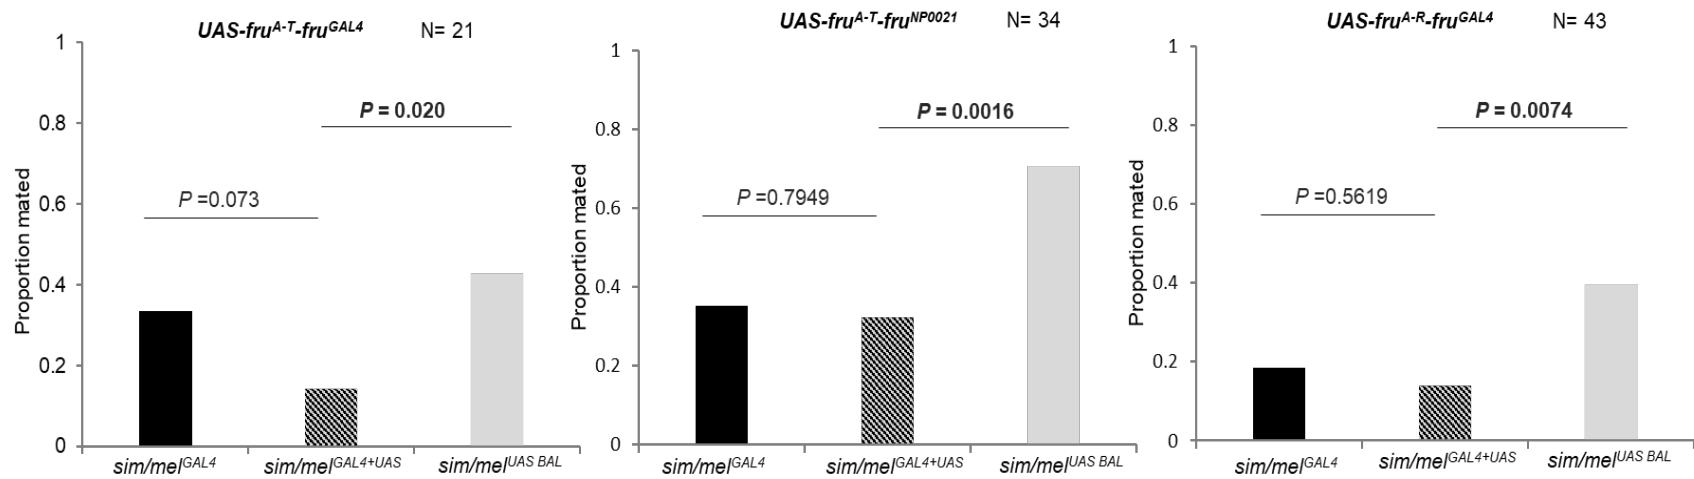 UAS-fruA-T-fruGAL4 N= 21
1
0.8
0.6
0.4
0.2
0
Proportion mated
P = 0.020
P =0.073
sim/melGAL4 sim/melGAL4+UAS sim/melUAS BAL
UAS-fruA-T-fruNP0021 N= 34
1
0.8
0.6
0.4
0.2
0
Proportion mated
P = 0.0016
P =0.7949
sim/melGAL4 sim/melGAL4+UAS sim/melUAS BAL
UAS-fruA-R-fruGAL4 N= 43
1
0.8
0.6
0.4
0.2
0
Proportion mated
P = 0.0074
P =0.5619
sim/melGAL4 sim/melGAL4+UAS sim/melUAS BAL